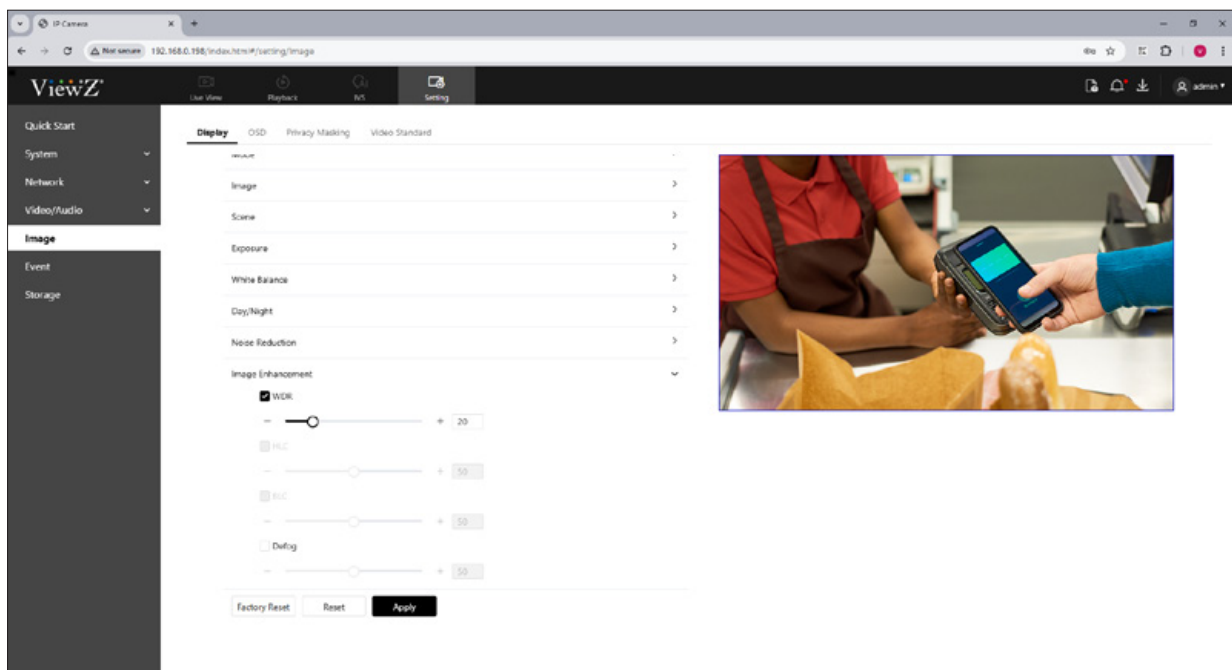 IP Camera
Not secure 192.168.0.198/index.html#/setting/image
ViewZ
Live View Playback IVS Setting
admin
Quick Start
System
Network
Video/Audio
Image
Event
Storage
Display OSD Privacy Masking Video Standard
Mode
Image
Scene
Exposure
White Balance
Day/Night
Noise Reduction
Image Enhancement
WDR
20
HLC
50
BLC
50
Defog
50
Factory Reset Reset Apply